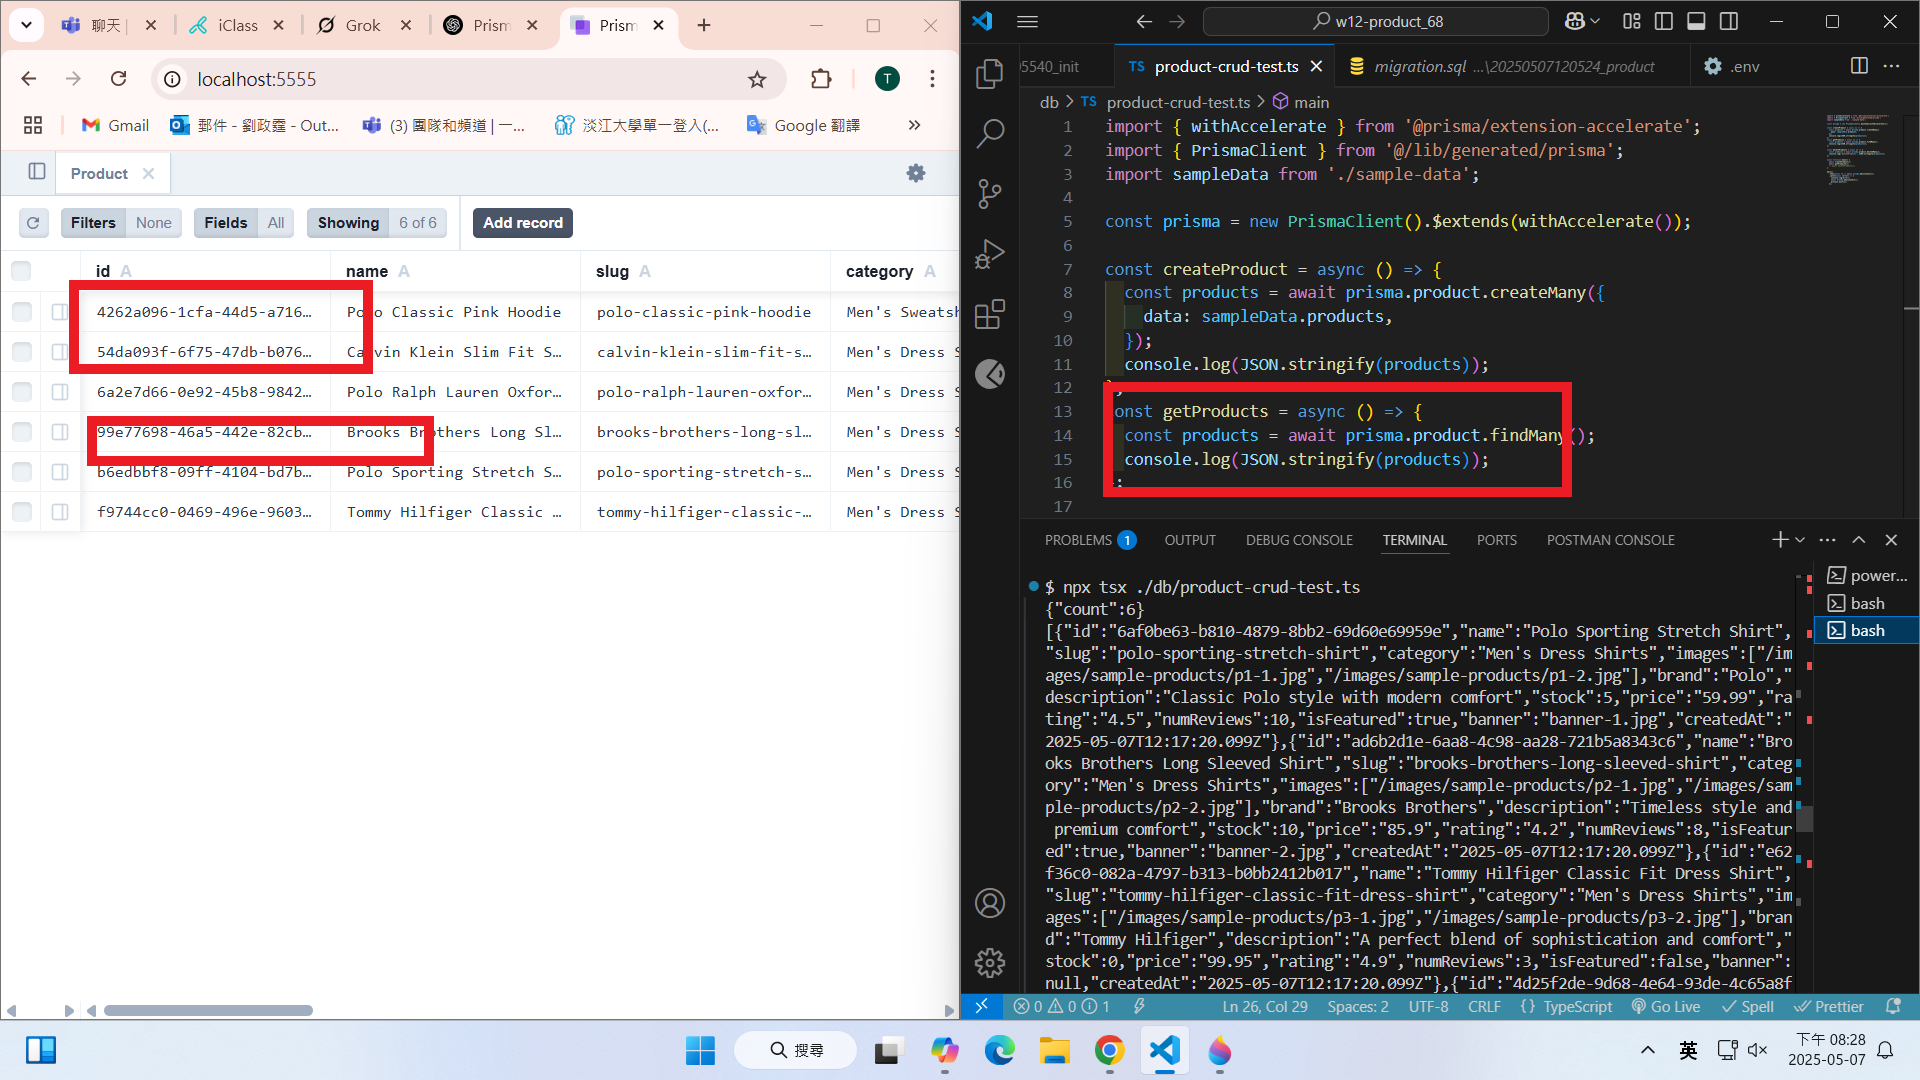 聊天 |
iClass
Grok
Prism
Prism
localhost:5555
T
Gmail
郵件 - 劉政霆 - Out...
(3) 團隊和頻道 | 一...
淡江大學單一登入(...
Google 翻譯
Product
Filters None
Fields All
Showing 6 of 6
Add record
id A name A slug A category A
4262a096-1cfa-44d5-a716… Polo Classic Pink Hoodie polo-classic-pink-hoodie Men's Sweatsh
54da093f-6f75-47db-b076… Calvin Klein Slim Fit S… calvin-klein-slim-fit-s… Men's Dress S
6a2e7d66-0e92-45b8-9842… Polo Ralph Lauren Oxfor… polo-ralph-lauren-oxfor… Men's Dress S
99e77698-46a5-442e-82cb… Brooks Brothers Long Sl… brooks-brothers-long-sl… Men's Dress S
b6edbbf8-09ff-4104-bd7b… Polo Sporting Stretch S… polo-sporting-stretch-s… Men's Dress S
f9744cc0-0469-496e-9603… Tommy Hilfiger Classic … tommy-hilfiger-classic-… Men's Dress S
w12-product_68
05540_init
TS product-crud-test.ts
migration.sql ...\20250507120524_product
.env
db > TS product-crud-test.ts > main
1 import { withAccelerate } from '@prisma/extension-accelerate';
2 import { PrismaClient } from '@/lib/generated/prisma';
3 import sampleData from './sample-data';
4
5 const prisma = new PrismaClient().$extends(withAccelerate());
6
7 const createProduct = async () => {
8 const products = await prisma.product.createMany({
9 data: sampleData.products,
10 });
11 console.log(JSON.stringify(products));
12
13 onst getProducts = async () => {
14 const products = await prisma.product.findMany();
15 console.log(JSON.stringify(products));
16 ;
17
PROBLEMS 1 OUTPUT DEBUG CONSOLE TERMINAL PORTS POSTMAN CONSOLE
power...
bash
bash
$ npx tsx ./db/product-crud-test.ts
{"count":6}
[{"id":"6af0be63-b810-4879-8bb2-69d60e69959e","name":"Polo Sporting Stretch Shirt",
"slug":"polo-sporting-stretch-shirt","category":"Men's Dress Shirts","images":["/im
ages/sample-products/p1-1.jpg","/images/sample-products/p1-2.jpg"],"brand":"Polo","
description":"Classic Polo style with modern comfort","stock":5,"price":"59.99","ra
ting":"4.5","numReviews":10,"isFeatured":true,"banner":"banner-1.jpg","createdAt":"
2025-05-07T12:17:20.099Z"},{"id":"ad6b2d1e-6aa8-4c98-aa28-721b5a8343c6","name":"Bro
oks Brothers Long Sleeved Shirt","slug":"brooks-brothers-long-sleeved-shirt","categ
ory":"Men's Dress Shirts","images":["/images/sample-products/p2-1.jpg","/images/sam
ple-products/p2-2.jpg"],"brand":"Brooks Brothers","description":"Timeless style and
 premium comfort","stock":10,"price":"85.9","rating":"4.2","numReviews":8,"isFeatur
ed":true,"banner":"banner-2.jpg","createdAt":"2025-05-07T12:17:20.099Z"},{"id":"e62
f36c0-082a-4797-b313-b0bb2412b017","name":"Tommy Hilfiger Classic Fit Dress Shirt",
"slug":"tommy-hilfiger-classic-fit-dress-shirt","category":"Men's Dress Shirts","im
ages":["/images/sample-products/p3-1.jpg","/images/sample-products/p3-2.jpg"],"bran
d":"Tommy Hilfiger","description":"A perfect blend of sophistication and comfort","
stock":0,"price":"99.95","rating":"4.9","numReviews":3,"isFeatured":false,"banner":
null,"createdAt":"2025-05-07T12:17:20.099Z"},{"id":"4d25f2de-9d68-4e64-93de-4c65a8f
0 0 1 Ln 26, Col 29 Spaces: 2 UTF-8 CRLF {} TypeScript Go Live Spell Prettier
搜尋
英
下午 08:28
2025-05-07